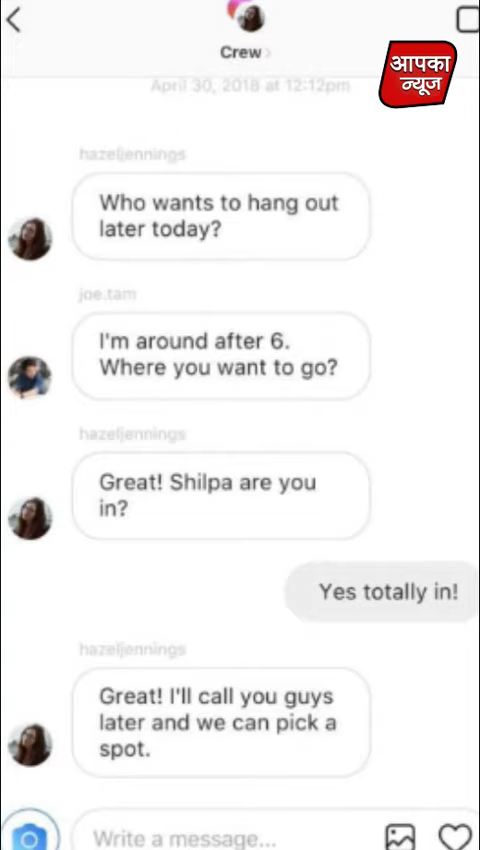 Crew
आपका
न्यूज
April 30, 2018 at 12:12pm
hazeljennings
Who wants to hang out
later today?
joe.tam
I'm around after 6.
Where you want to go?
hazeljennings
Great! Shilpa are you
in?
Yes totally in!
hazeljennings
Great! I'll call you guys
later and we can pick a
spot.
Write a message...